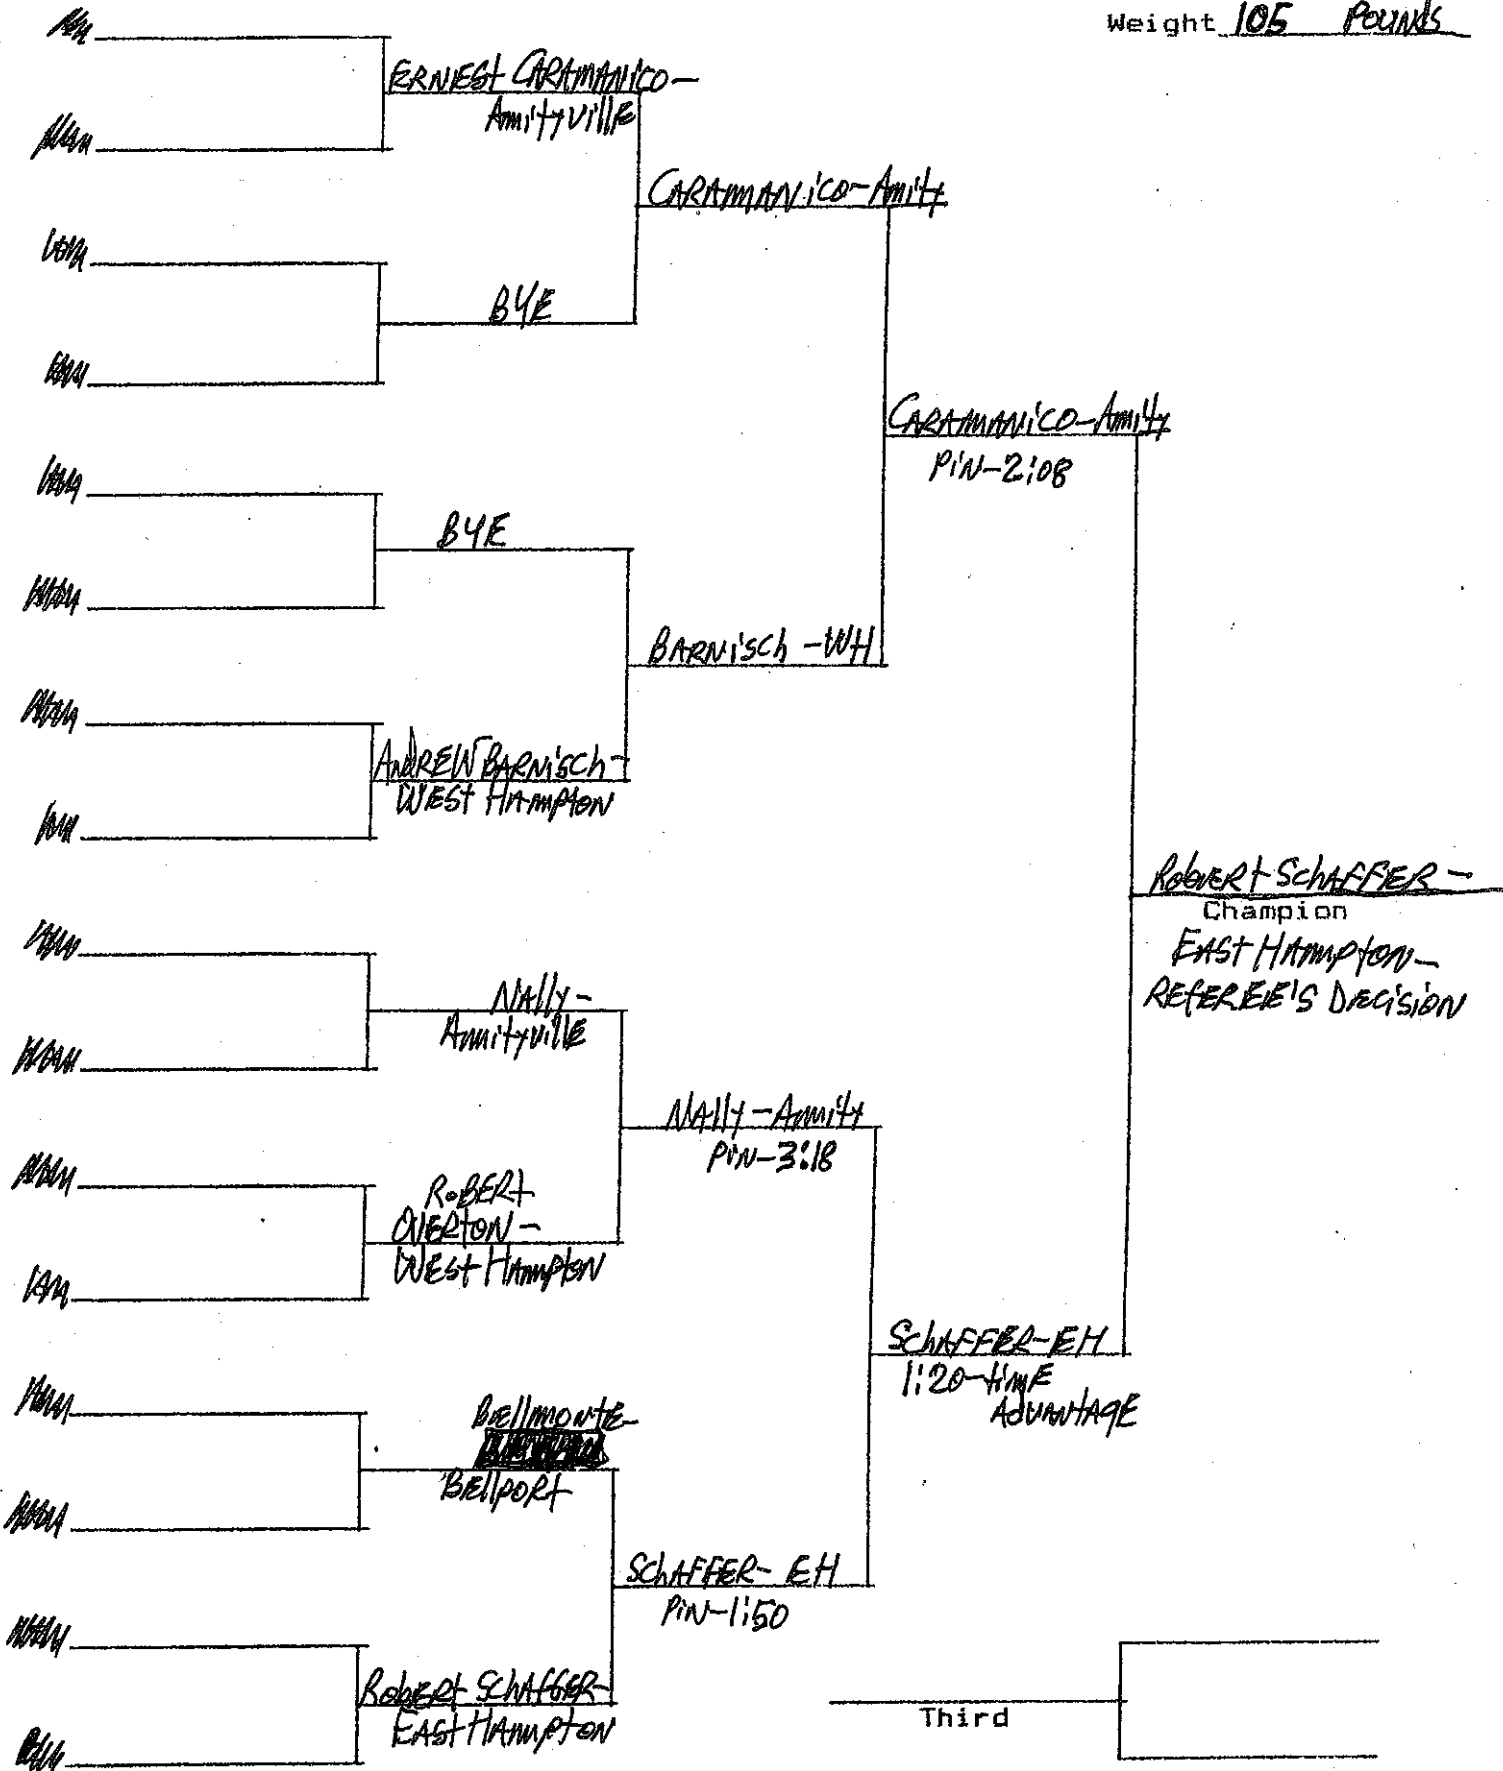 Weight 105 POUNDS
ERNEST CARAMANICO-
Amityville
CARAMANICO-Amity
BYE
CARAMANICO-Amity
PIN-2:08
BYE
BARNISCH-WH
ANDREW BARNISCH-
WEST HAMPTON
ROBERT SCHAFFER-
Champion
EAST HAMPTON-
REFEREE'S DECISION
NAlly-
Amityville
NAlly-Amity
PIN-3:18
ROBERT
OVERTON-
WEST HAMPTON
SCHAFFER-EH
1:20-time
ADVANTAGE
BEllmontE-
BEllPORT
SCHAFFER-EH
PIN-1:50
ROBERT SCHAFFER-
EAST HAMPTON
Third